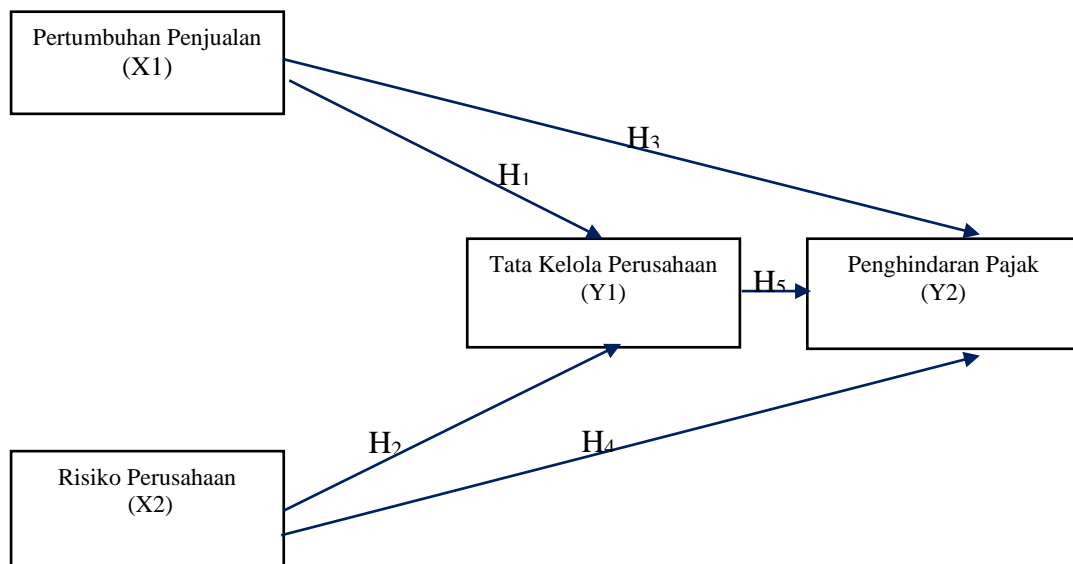 Pertumbuhan Penjualan
(X1)
H3
H1
Tata Kelola Perusahaan
(Y1)
H5
Penghindaran Pajak
(Y2)
H2
H4
Risiko Perusahaan
(X2)